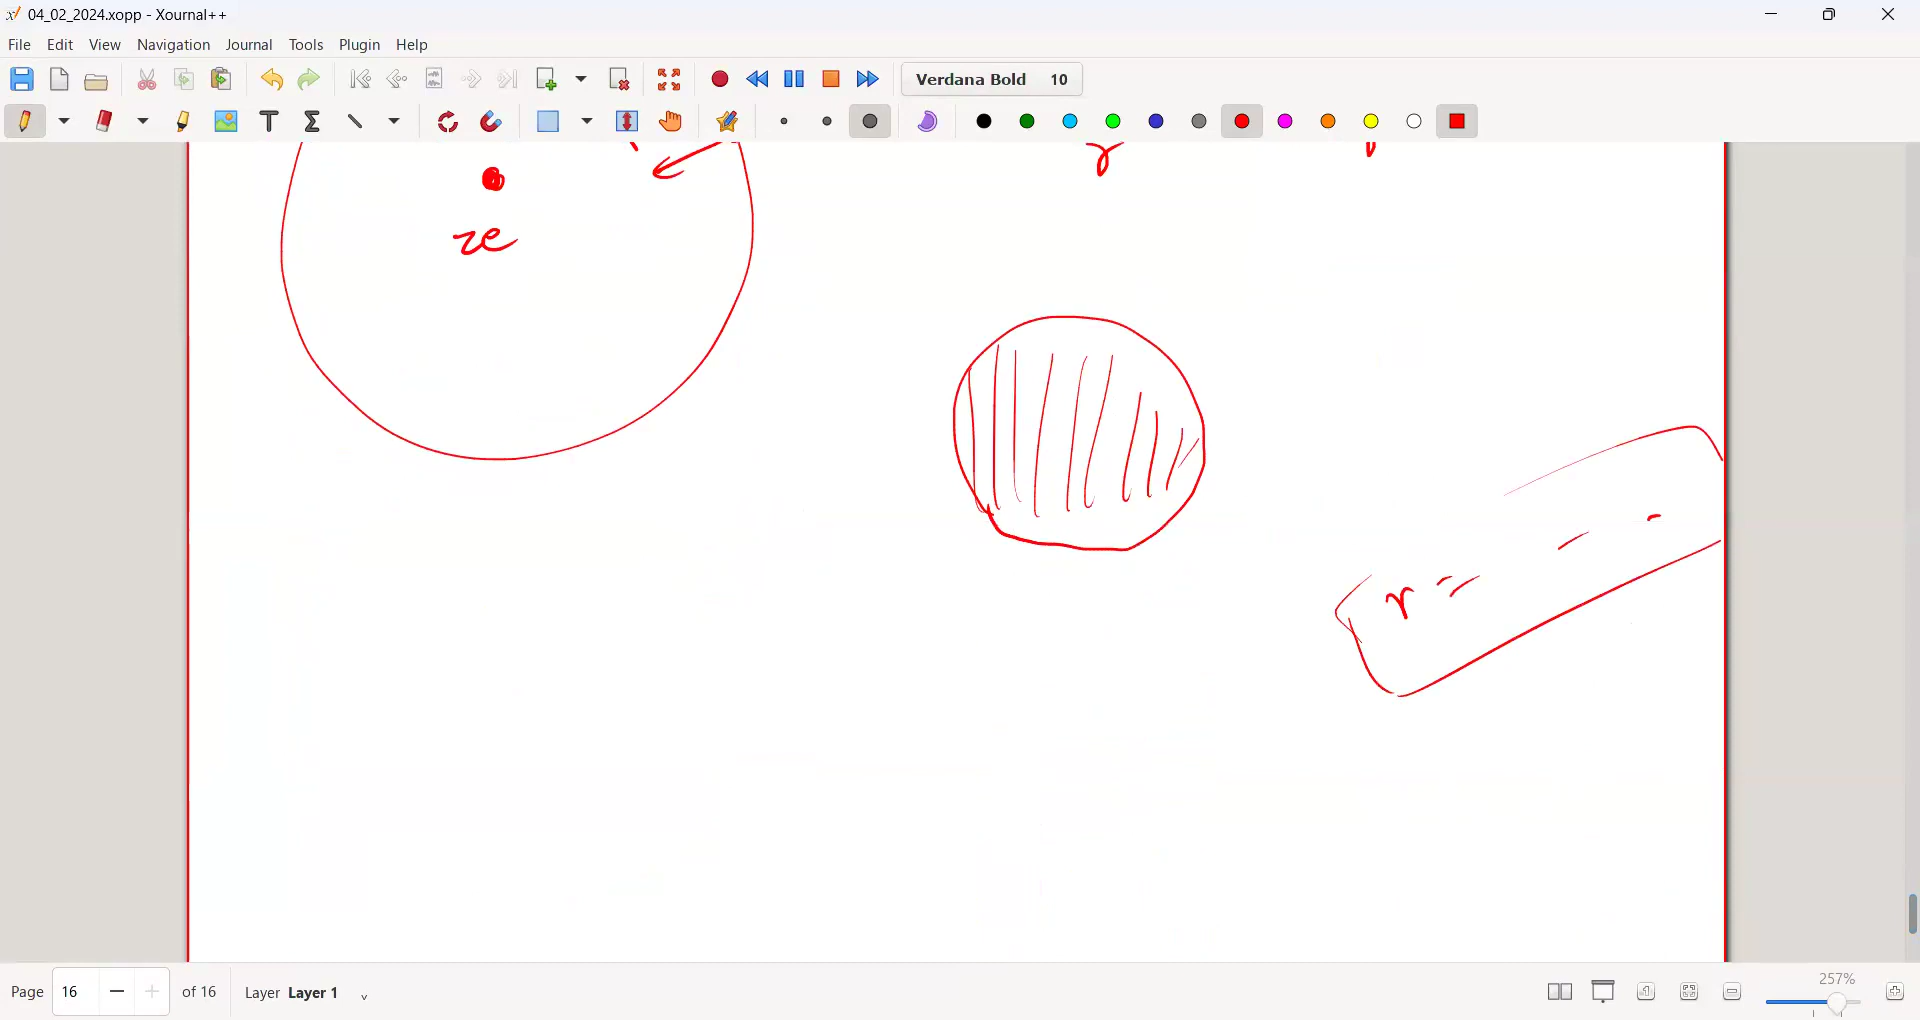 04_02_2024.xopp - Xournal++
File Edit View Navigation Journal Tools Plugin Help
Verdana Bold 10
r
ze
r = - -
Page 16 of 16 Layer Layer 1
257%